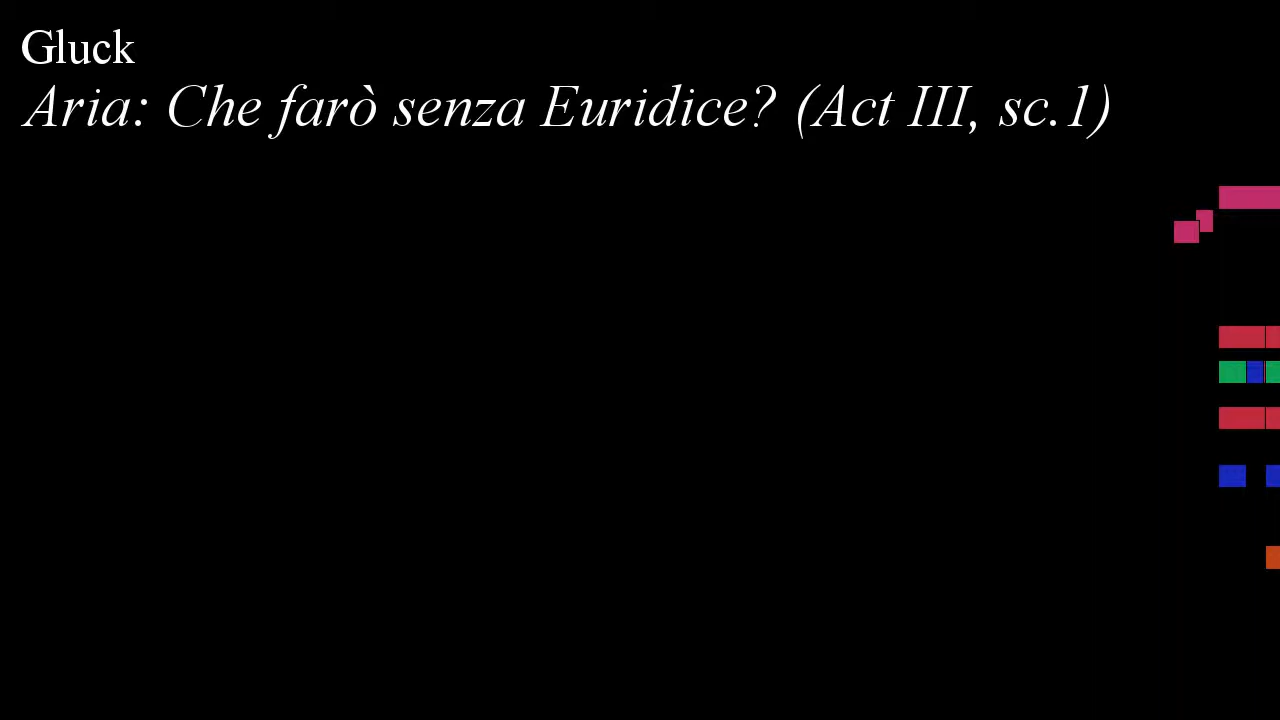 Gluck
Aria: Che farò senza Euridice? (Act III, sc.1)